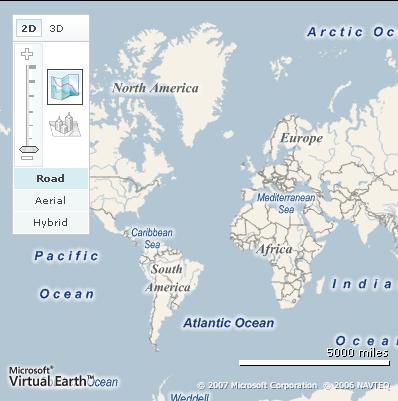 2D 3D
Arctic Oc
North America
Europe
Road
Aerial
Hybrid
Mediterranean
Sea
Caribbean
Sea
Africa
Pacific
Ocean
South
America
India
Atlantic Ocean
Ocea
5000 miles
Microsoft®
Virtual Earth™
Ocean
Weddell
© 2007 Microsoft Corporation © 2006 NAVTEQ